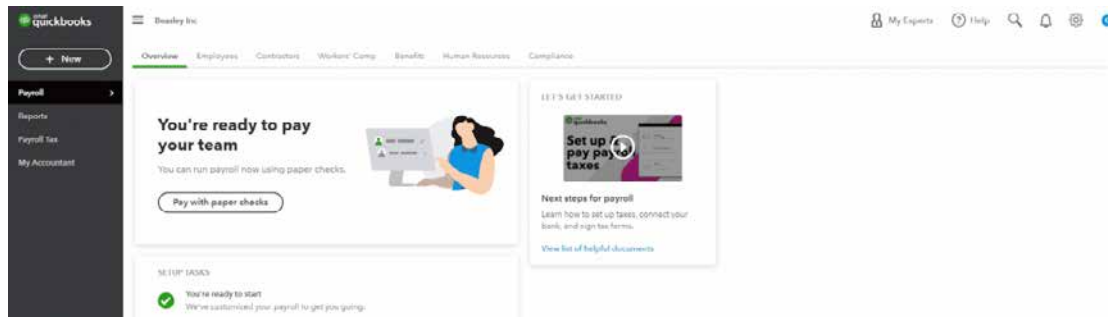 intuit quickbooks
Beasley Inc
My Experts
Help
+ New
Payroll
Reports
Payroll Tax
My Accountant
Overview
Employees
Contractors
Workers' Comp
Benefits
Human Resources
Compliance
You're ready to pay
your team
You can run payroll now using paper checks.
Pay with paper checks
SETUP TASKS
You're ready to start
We've customized your payroll to get you going.
LET'S GET STARTED
quickbooks
Set up &
pay payroll
taxes
Next steps for payroll
Learn how to set up taxes, connect your
bank, and sign tax forms.
View list of helpful documents